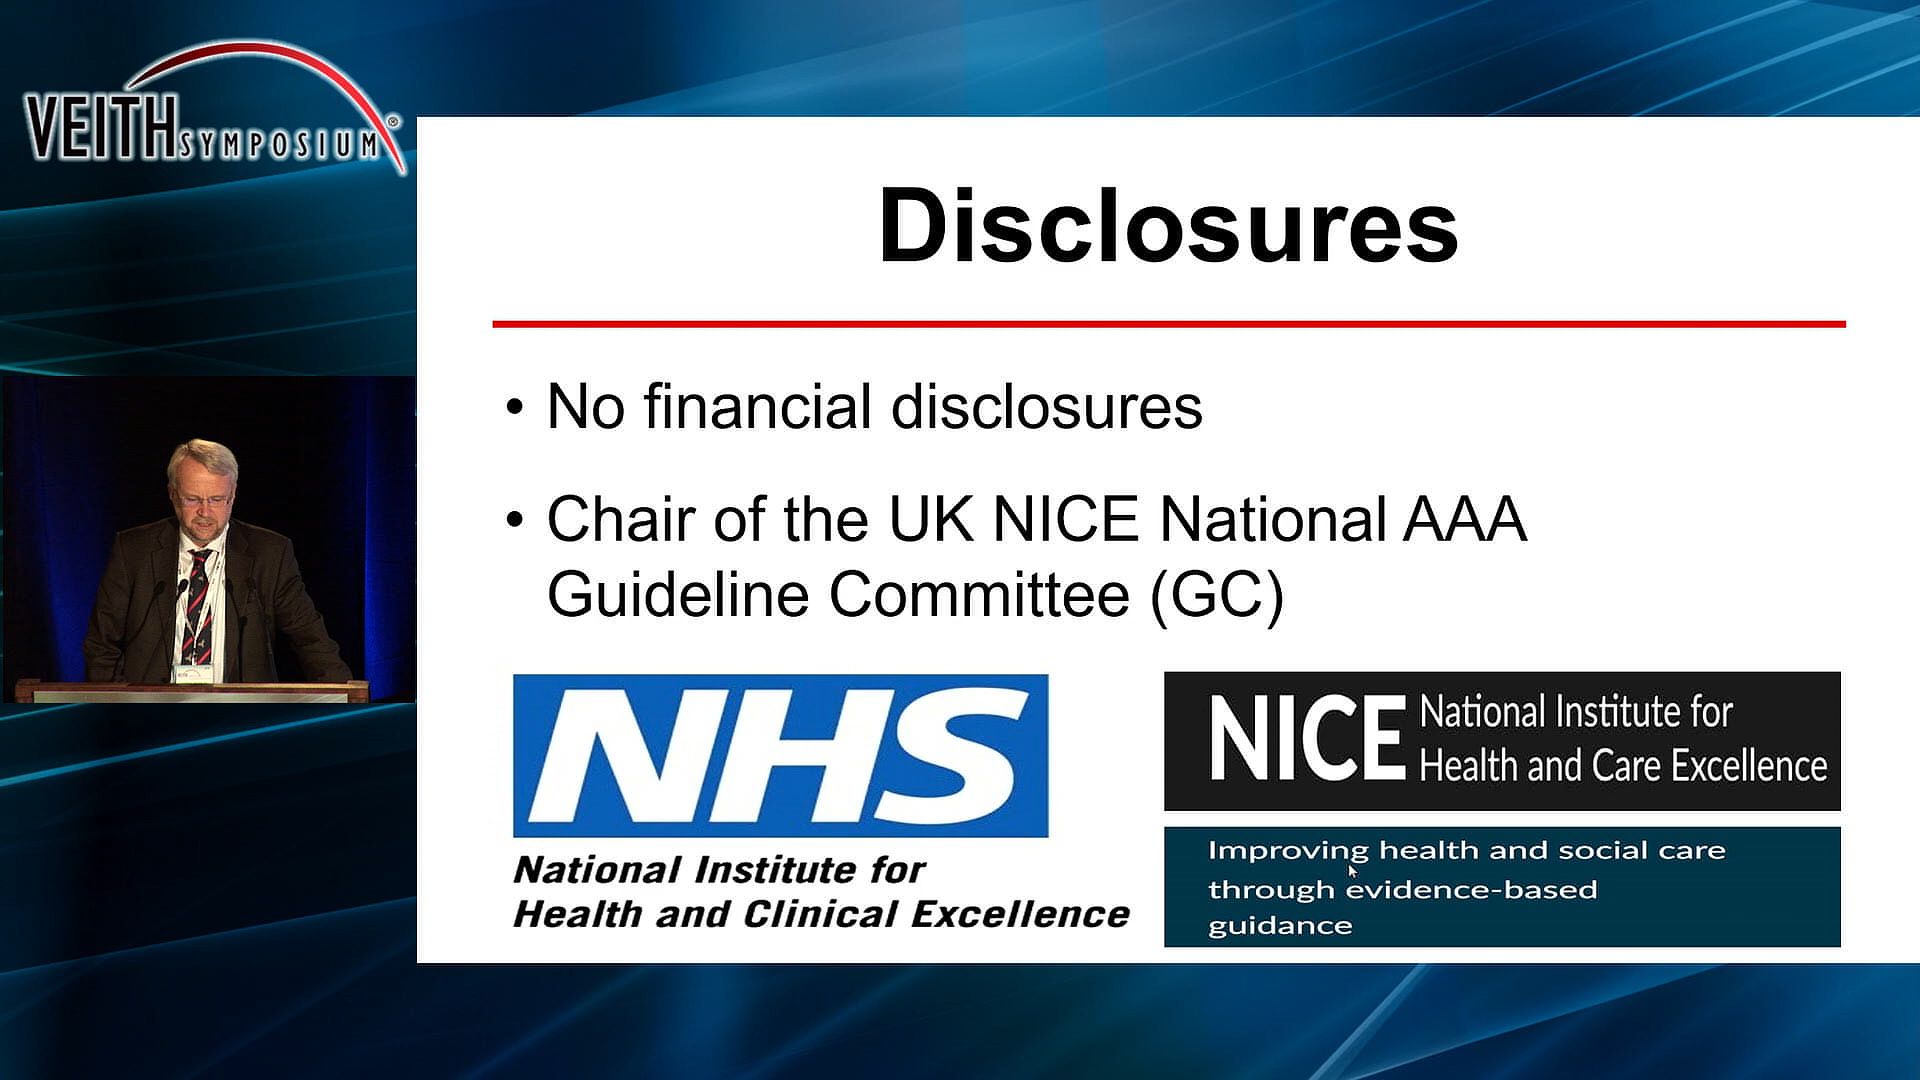 VEITHSYMPOSIUM®
Disclosures
• No financial disclosures
• Chair of the UK NICE National AAA
Guideline Committee (GC)
NHS
National Institute for
Health and Clinical Excellence
NICE National Institute for
Health and Care Excellence
Improving health and social care
through evidence-based
guidance